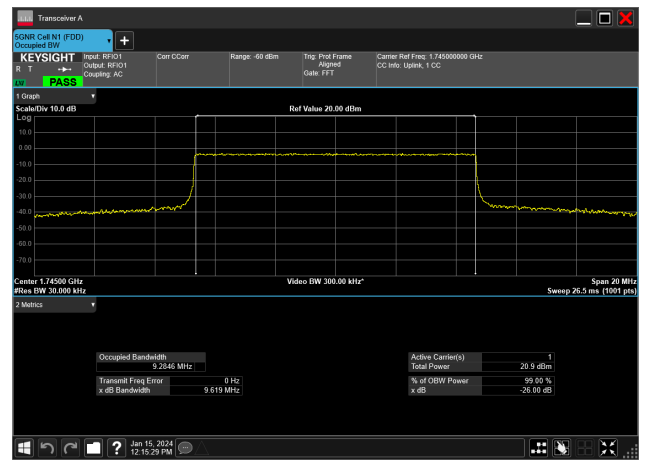 Transceiver A
5GNR Cell N1 (FDD)
Occupied BW
KEYSIGHT Input: RFIO1 Corr CCorr Range: -60 dBm Trig: Prot Frame Carrier Ref Freq: 1.745000000 GHz
R T Output: RFIO1 Aligned CC Info: Uplink, 1 CC
Coupling: AC Gate: FFT
PASS
1 Graph
Scale/Div 10.0 dB Ref Value 20.00 dBm
Log
10.0
0.00
-10.0
-20.0
-30.0
-40.0
-50.0
-60.0
-70.0
Center 1.74500 GHz Video BW 300.00 kHz* Span 20 MHz
#Res BW 30.000 kHz Sweep 26.5 ms (1001 pts)
2 Metrics
Occupied Bandwidth Active Carrier(s) 1
9.2846 MHz Total Power 20.9 dBm
Transmit Freq Error 0 Hz % of OBW Power 99.00 %
x dB Bandwidth 9.619 MHz x dB -26.00 dB
Jan 15, 2024
12:15:29 PM